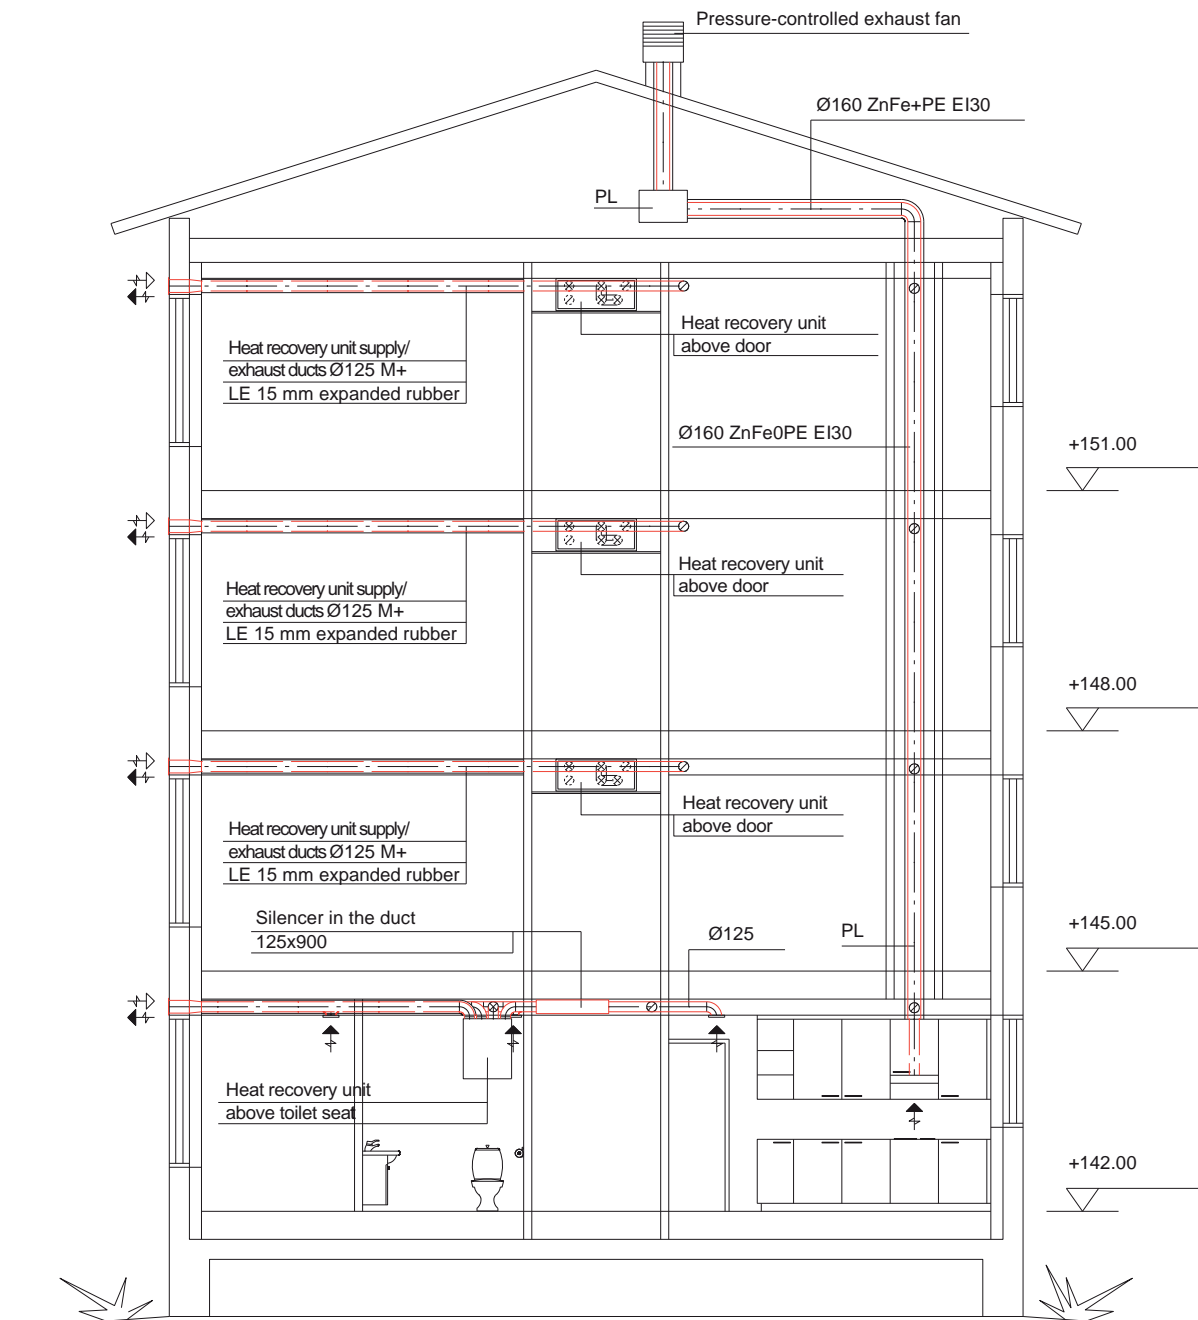 Pressure-controlled exhaust fan
Ø160 ZnFe+PE EI30
PL
Heat recovery unit
above door
Heat recovery unit supply/
exhaust ducts Ø125 M+
LE 15 mm expanded rubber
Ø160 ZnFe0PE EI30
+151.00
Heat recovery unit
above door
Heat recovery unit supply/
exhaust ducts Ø125 M+
LE 15 mm expanded rubber
+148.00
Heat recovery unit
above door
Heat recovery unit supply/
exhaust ducts Ø125 M+
LE 15 mm expanded rubber
Silencer in the duct
125x900
Ø125
PL
+145.00
Heat recovery unit
above toilet seat
+142.00